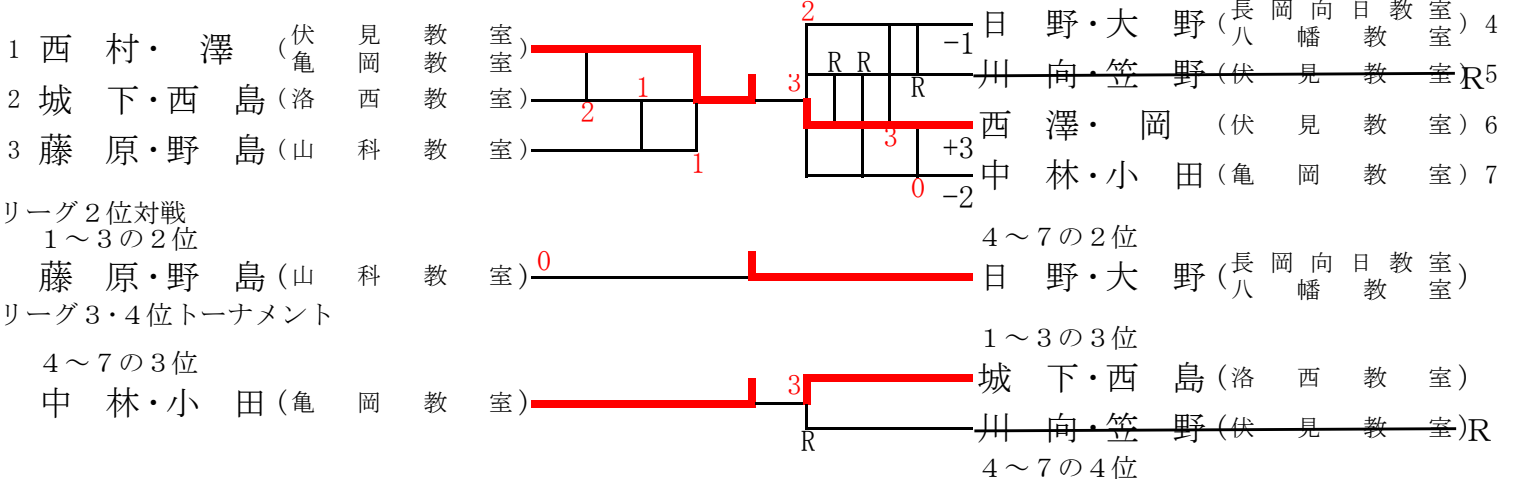 1 西 村・ 澤 (伏見教室 亀岡教室)
2 城 下・西 島 (洛西教室)
3 藤 原・野 島 (山科教室)
2
1
1
3
2
R R
R
3
0
日 野・大 野 (長岡向日教室 八幡教室) 4
-1
川 向・笠 野 (伏見教室) R5
西 澤・ 岡 (伏見教室) 6
+3
中 林・小 田 (亀岡教室) 7
-2
リーグ2位対戦
1～3の2位
4～7の2位
藤 原・野 島 (山科教室) 0
日 野・大 野 (長岡向日教室 八幡教室)
リーグ3・4位トーナメント
4～7の3位
1～3の3位
中 林・小 田 (亀岡教室)
3
城 下・西 島 (洛西教室)
R
川 向・笠 野 (伏見教室)R
4～7の4位